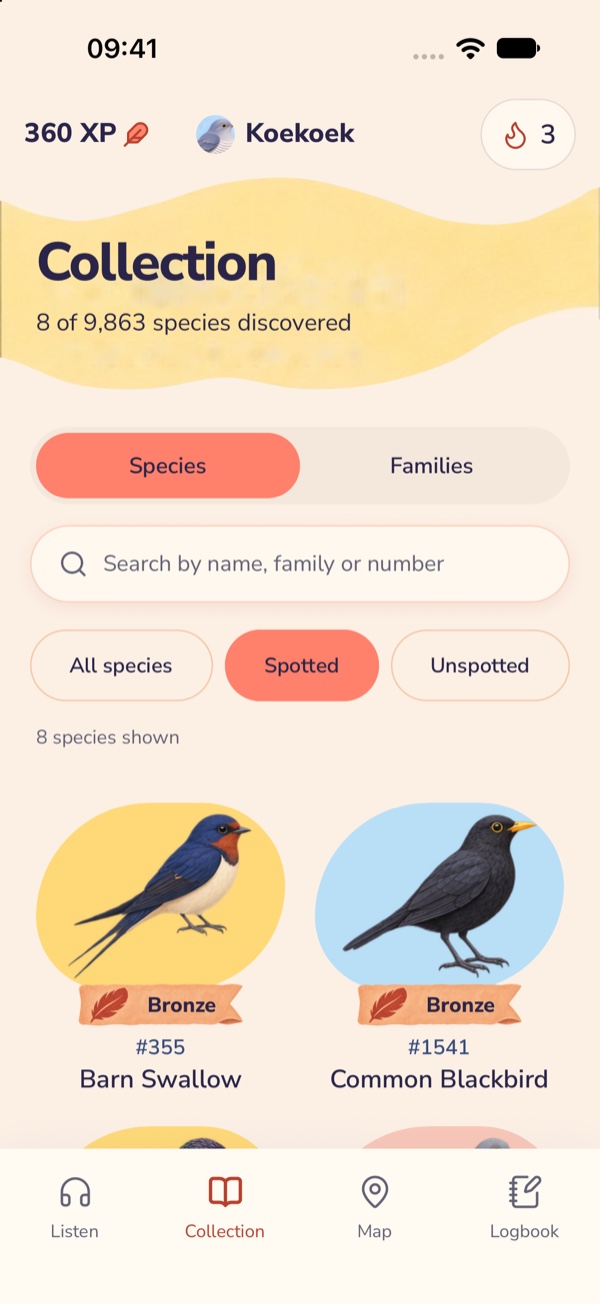 09:41
360 XP
Koekoek
3
Collection
8 of 9,863 species discovered
Species
Families
Search by name, family or number
All species
Spotted
Unspotted
8 species shown
Bronze
Bronze
#355
#1541
Barn Swallow
Common Blackbird
Listen
Collection
Map
Logbook